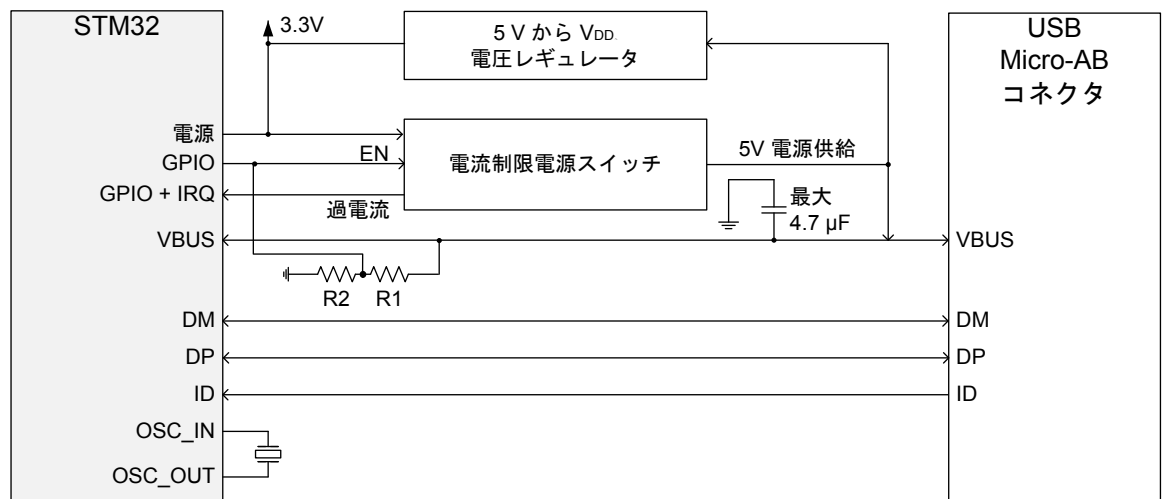 STM32
3.3V
5 V から VDD.
電圧レギュレータ
USB
Micro-AB
コネクタ
電源
GPIO
EN
電流制限電源スイッチ
5V 電源供給
GPIO + IRQ
過電流
最大
4.7 µF
VBUS
VBUS
R2
R1
DM
DM
DP
DP
ID
ID
OSC_IN
OSC_OUT